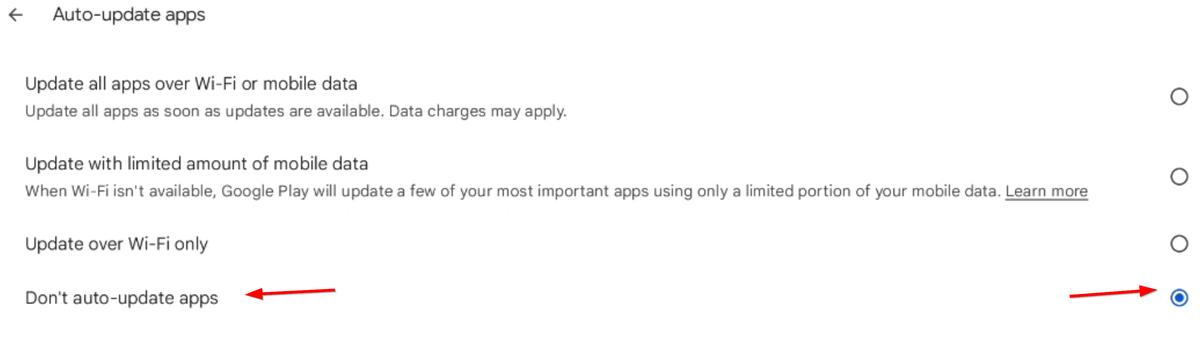 Auto-update apps
Update all apps over Wi-Fi or mobile data
Update all apps as soon as updates are available. Data charges may apply.
Update with limited amount of mobile data
When Wi-Fi isn't available, Google Play will update a few of your most important apps using only a limited portion of your mobile data. Learn more
Update over Wi-Fi only
Don't auto-update apps